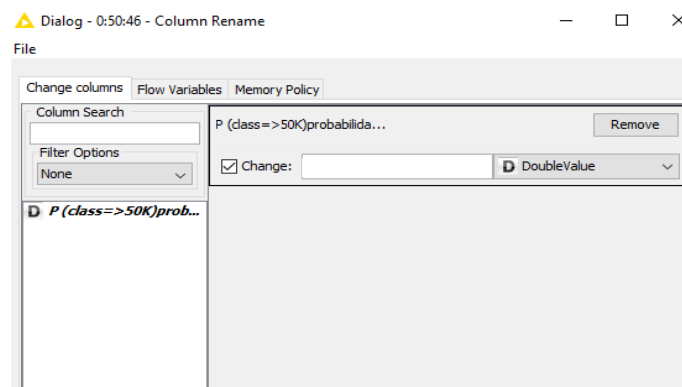 Dialog - 0:50:46 - Column Rename
File
Change columns Flow Variables Memory Policy
Column Search
Filter Options
None
D P (class=>50K)prob...
P (class=>50K)probabilida...
Remove
Change:
D DoubleValue